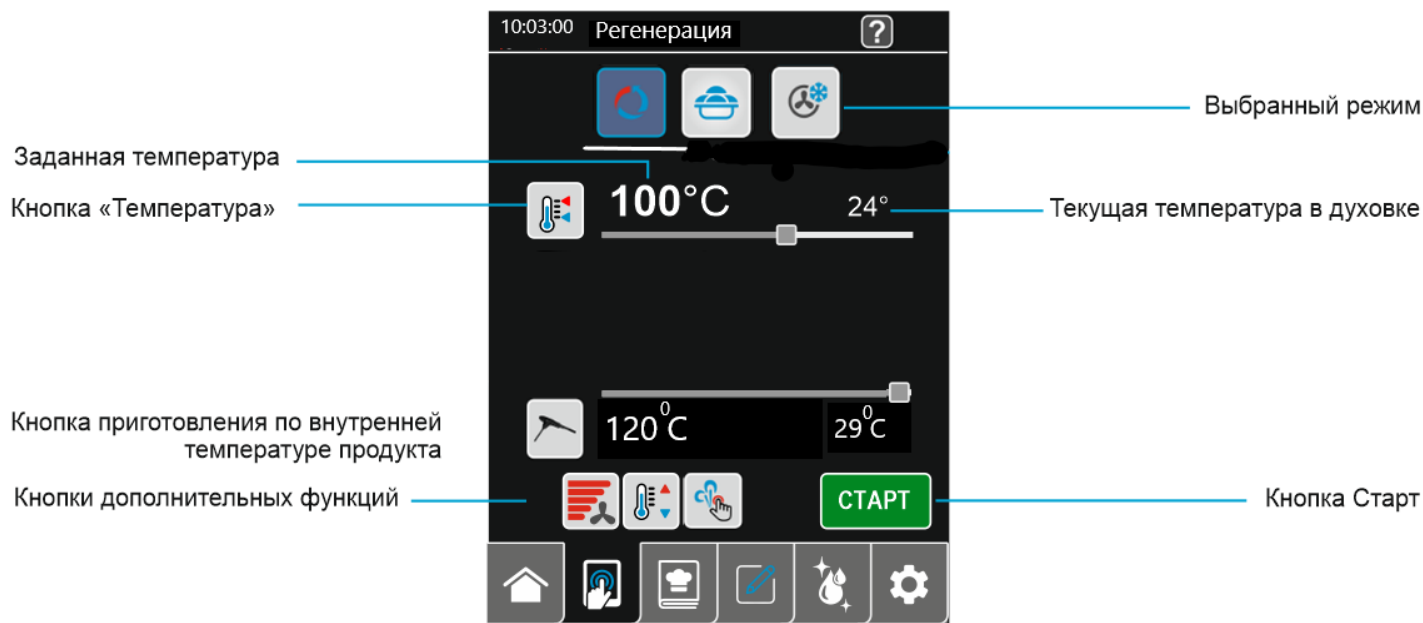 10:03:00 Регенерация ?
Выбранный режим
Заданная температура
Кнопка «Температура»
100°C 24°
Текущая температура в духовке
Кнопка приготовления по внутренней
температуре продукта
120⁰C 29⁰C
Кнопки дополнительных функций
СТАРТ
Кнопка Старт